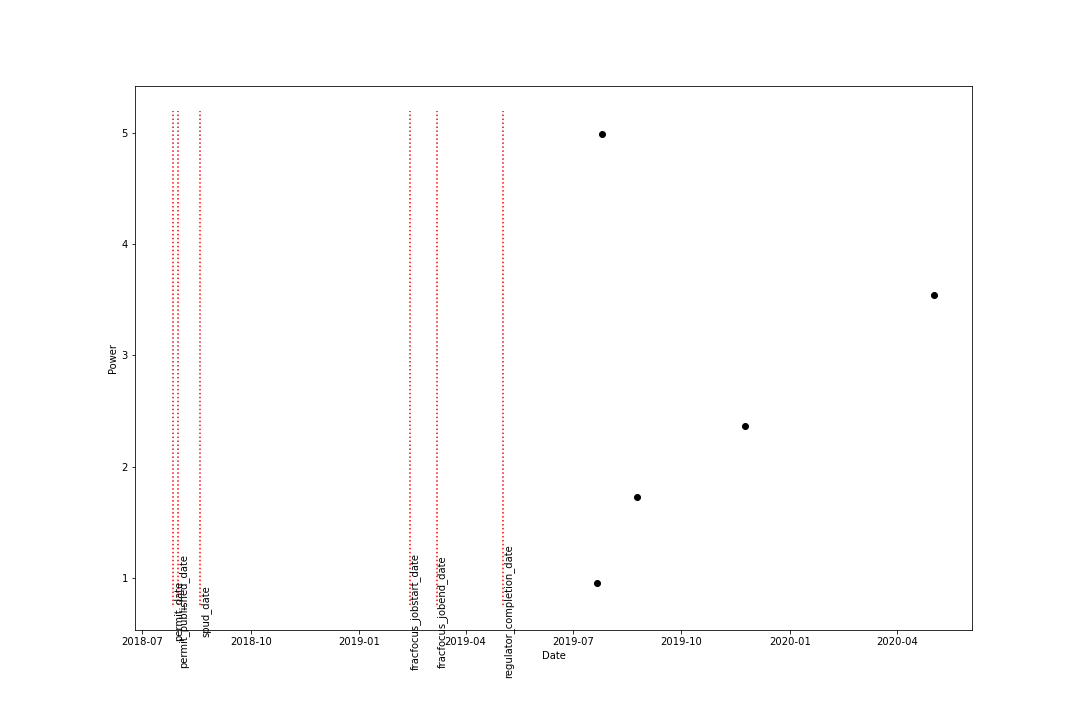 5
4
3
2
1
Power
permit_date
permit_published_date
spud_date
fracfocus_jobstart_date
fracfocus_jobend_date
regulator_completion_date
2018-07
2018-10
2019-01
2019-04
2019-07
2019-10
2020-01
2020-04
Date